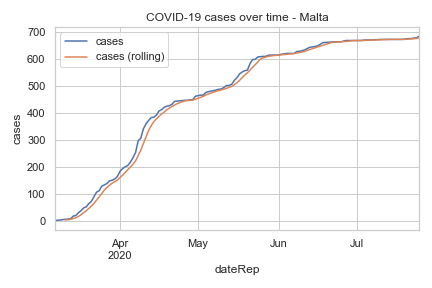 COVID-19 cases over time - Malta
700
600
500
400
300
200
100
0
cases
cases
cases (rolling)
Apr
2020
May
Jun
Jul
dateRep